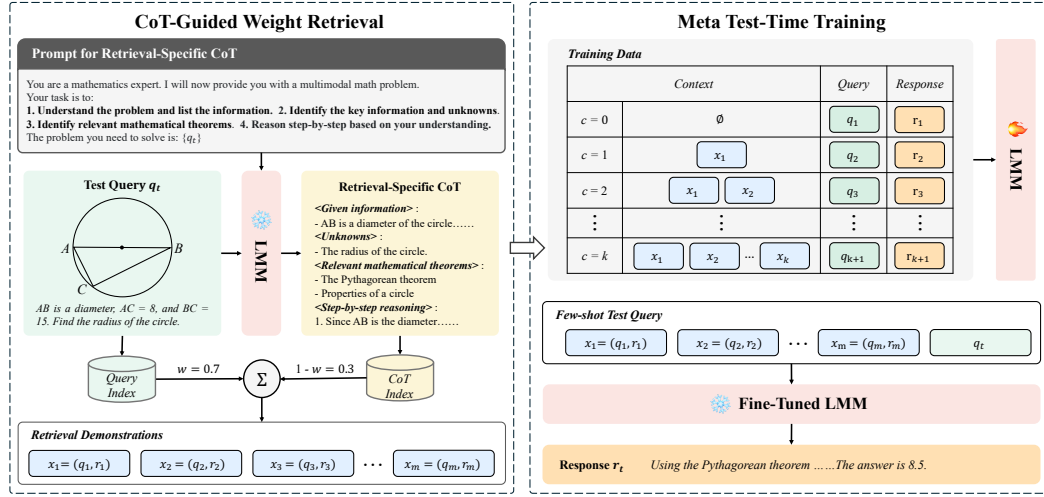 CoT-Guided Weight Retrieval
Prompt for Retrieval-Specific CoT
You are a mathematics expert. I will now provide you with a multimodal math problem.
Your task is to:
1. Understand the problem and list the information. 2. Identify the key information and unknowns.
3. Identify relevant mathematical theorems. 4. Reason step-by-step based on your understanding.
The problem you need to solve is: {q_t}
Test Query q_t
A
B
C
AB is a diameter, AC = 8, and BC =
15. Find the radius of the circle.
LMM
Retrieval-Specific CoT
<Given information> :
- AB is a diameter of the circle……
<Unknowns> :
- The radius of the circle.
<Relevant mathematical theorems> :
- The Pythagorean theorem
- Properties of a circle
<Step-by-step reasoning> :
1. Since AB is the diameter……
Query
Index
w = 0.7
Σ
1 - w = 0.3
CoT
Index
Retrieval Demonstrations
x_1= (q_1, r_1)
x_2 = (q_2, r_2)
x_3 = (q_3, r_3)
···
x_m = (q_m, r_m)
Meta Test-Time Training
Training Data
Context Query Response
c = 0 ∅ q_1 r_1
c = 1 x_1 q_2 r_2
c = 2 x_1 x_2 q_3 r_3
⋮ ⋮ ⋮ ⋮
c = k x_1 x_2 ··· x_k q_{k+1} r_{k+1}
LMM
Few-shot Test Query
x_1= (q_1, r_1) x_2 = (q_2, r_2) ··· x_m = (q_m, r_m) q_t
Fine-Tuned LMM
Response r_t Using the Pythagorean theorem ……The answer is 8.5.